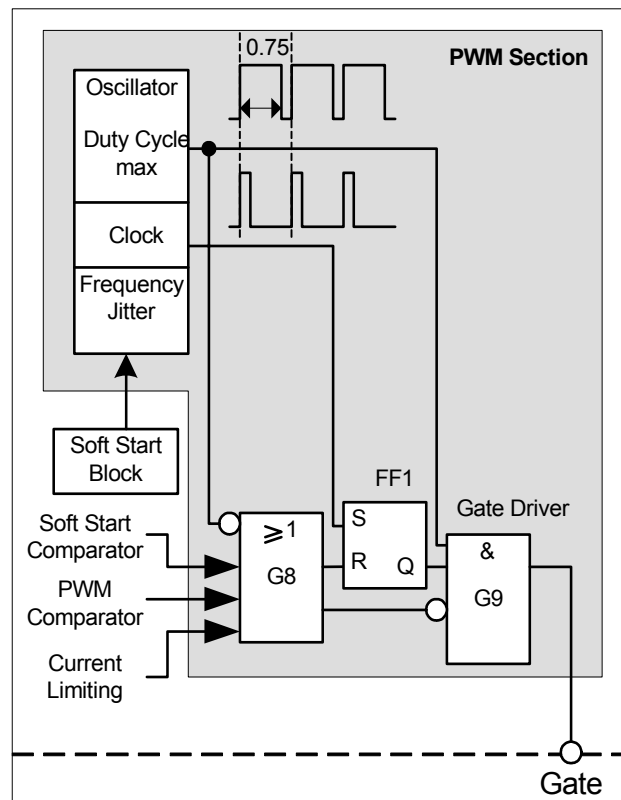 0.75
PWM Section
Oscillator
Duty Cycle
max
Clock
Frequency
Jitter
Soft Start
Block
FF1
Soft Start
Comparator
PWM
Comparator
Current
Limiting
≥1
G8
S
R
Q
Gate Driver
&
G9
Gate